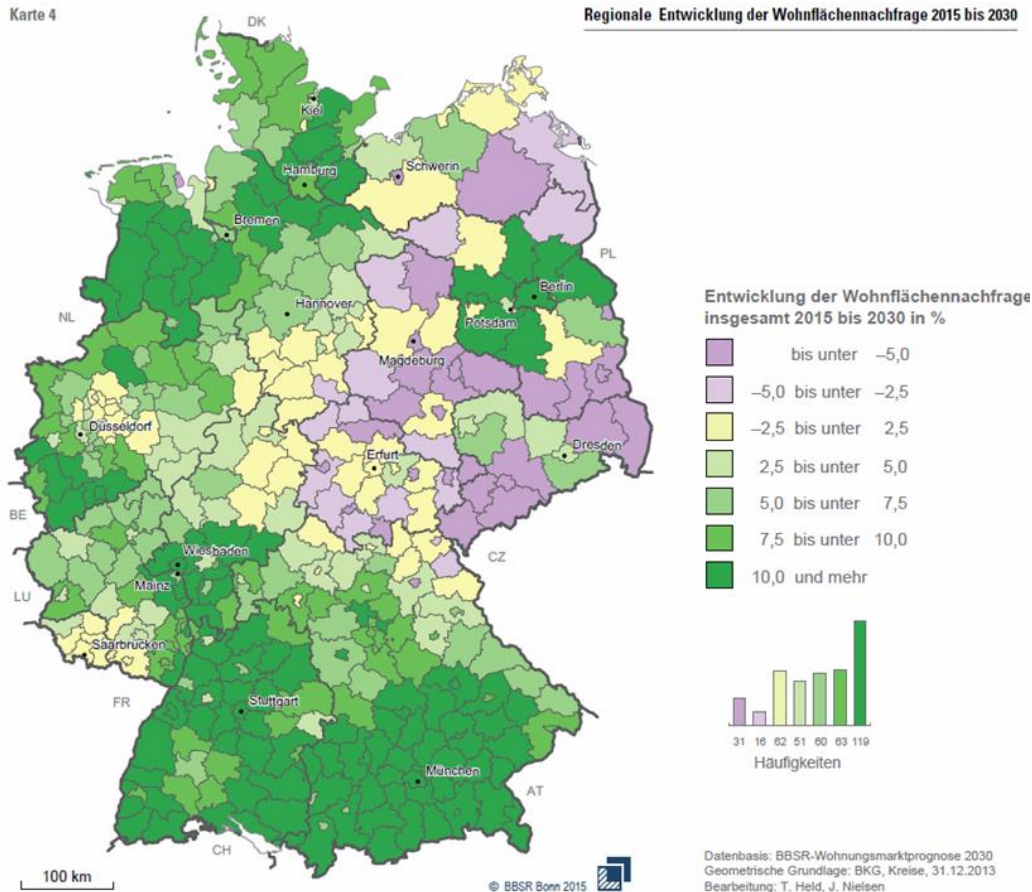 Karte 4
Regionale Entwicklung der Wohnflächennachfrage 2015 bis 2030
DK
Kiel
Schwerin
Hamburg
Bremen
PL
Berlin
Hannover
NL
Potsdam
Magdeburg
Düsseldorf
Dresden
Erfurt
BE
CZ
Wiesbaden
Mainz
LU
Saarbrücken
FR
Stuttgart
München
AT
CH
Entwicklung der Wohnflächennachfrage
insgesamt 2015 bis 2030 in %
bis unter –5,0
–5,0 bis unter –2,5
–2,5 bis unter 2,5
2,5 bis unter 5,0
5,0 bis unter 7,5
7,5 bis unter 10,0
10,0 und mehr
31 16 62 51 60 63 119
Häufigkeiten
100 km
© BBSR Bonn 2015
Datenbasis: BBSR-Wohnungsmarktprognose 2030
Geometrische Grundlage: BKG, Kreise, 31.12.2013
Bearbeitung: T. Held, J. Nielsen